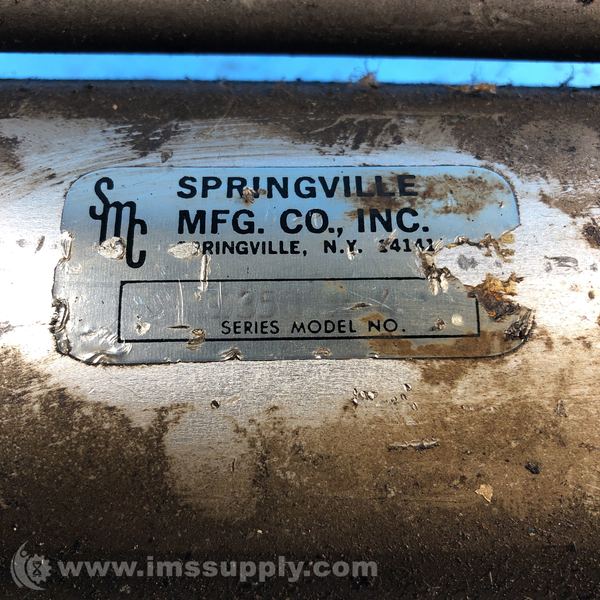 SMC
SPRINGVILLE
MFG. CO., INC.
SPRINGVILLE, N.Y. 14141
SERIES MODEL NO.
www.imssupply.com